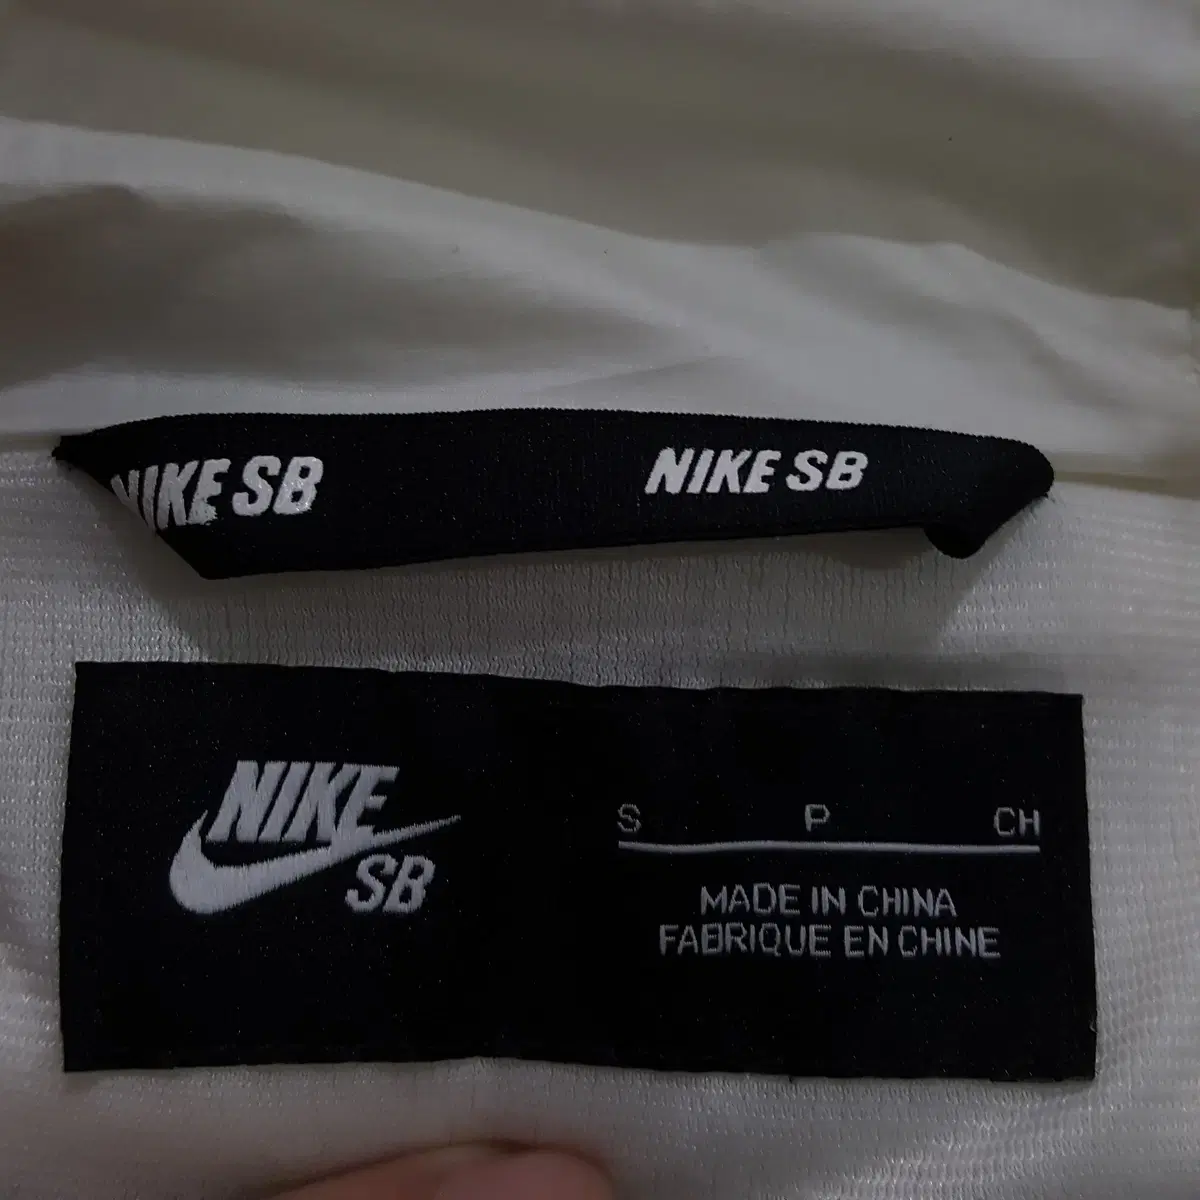 NIKE SB NIKE SB
NIKE
SB
S P CH
MADE IN CHINA
FABRIQUE EN CHINE